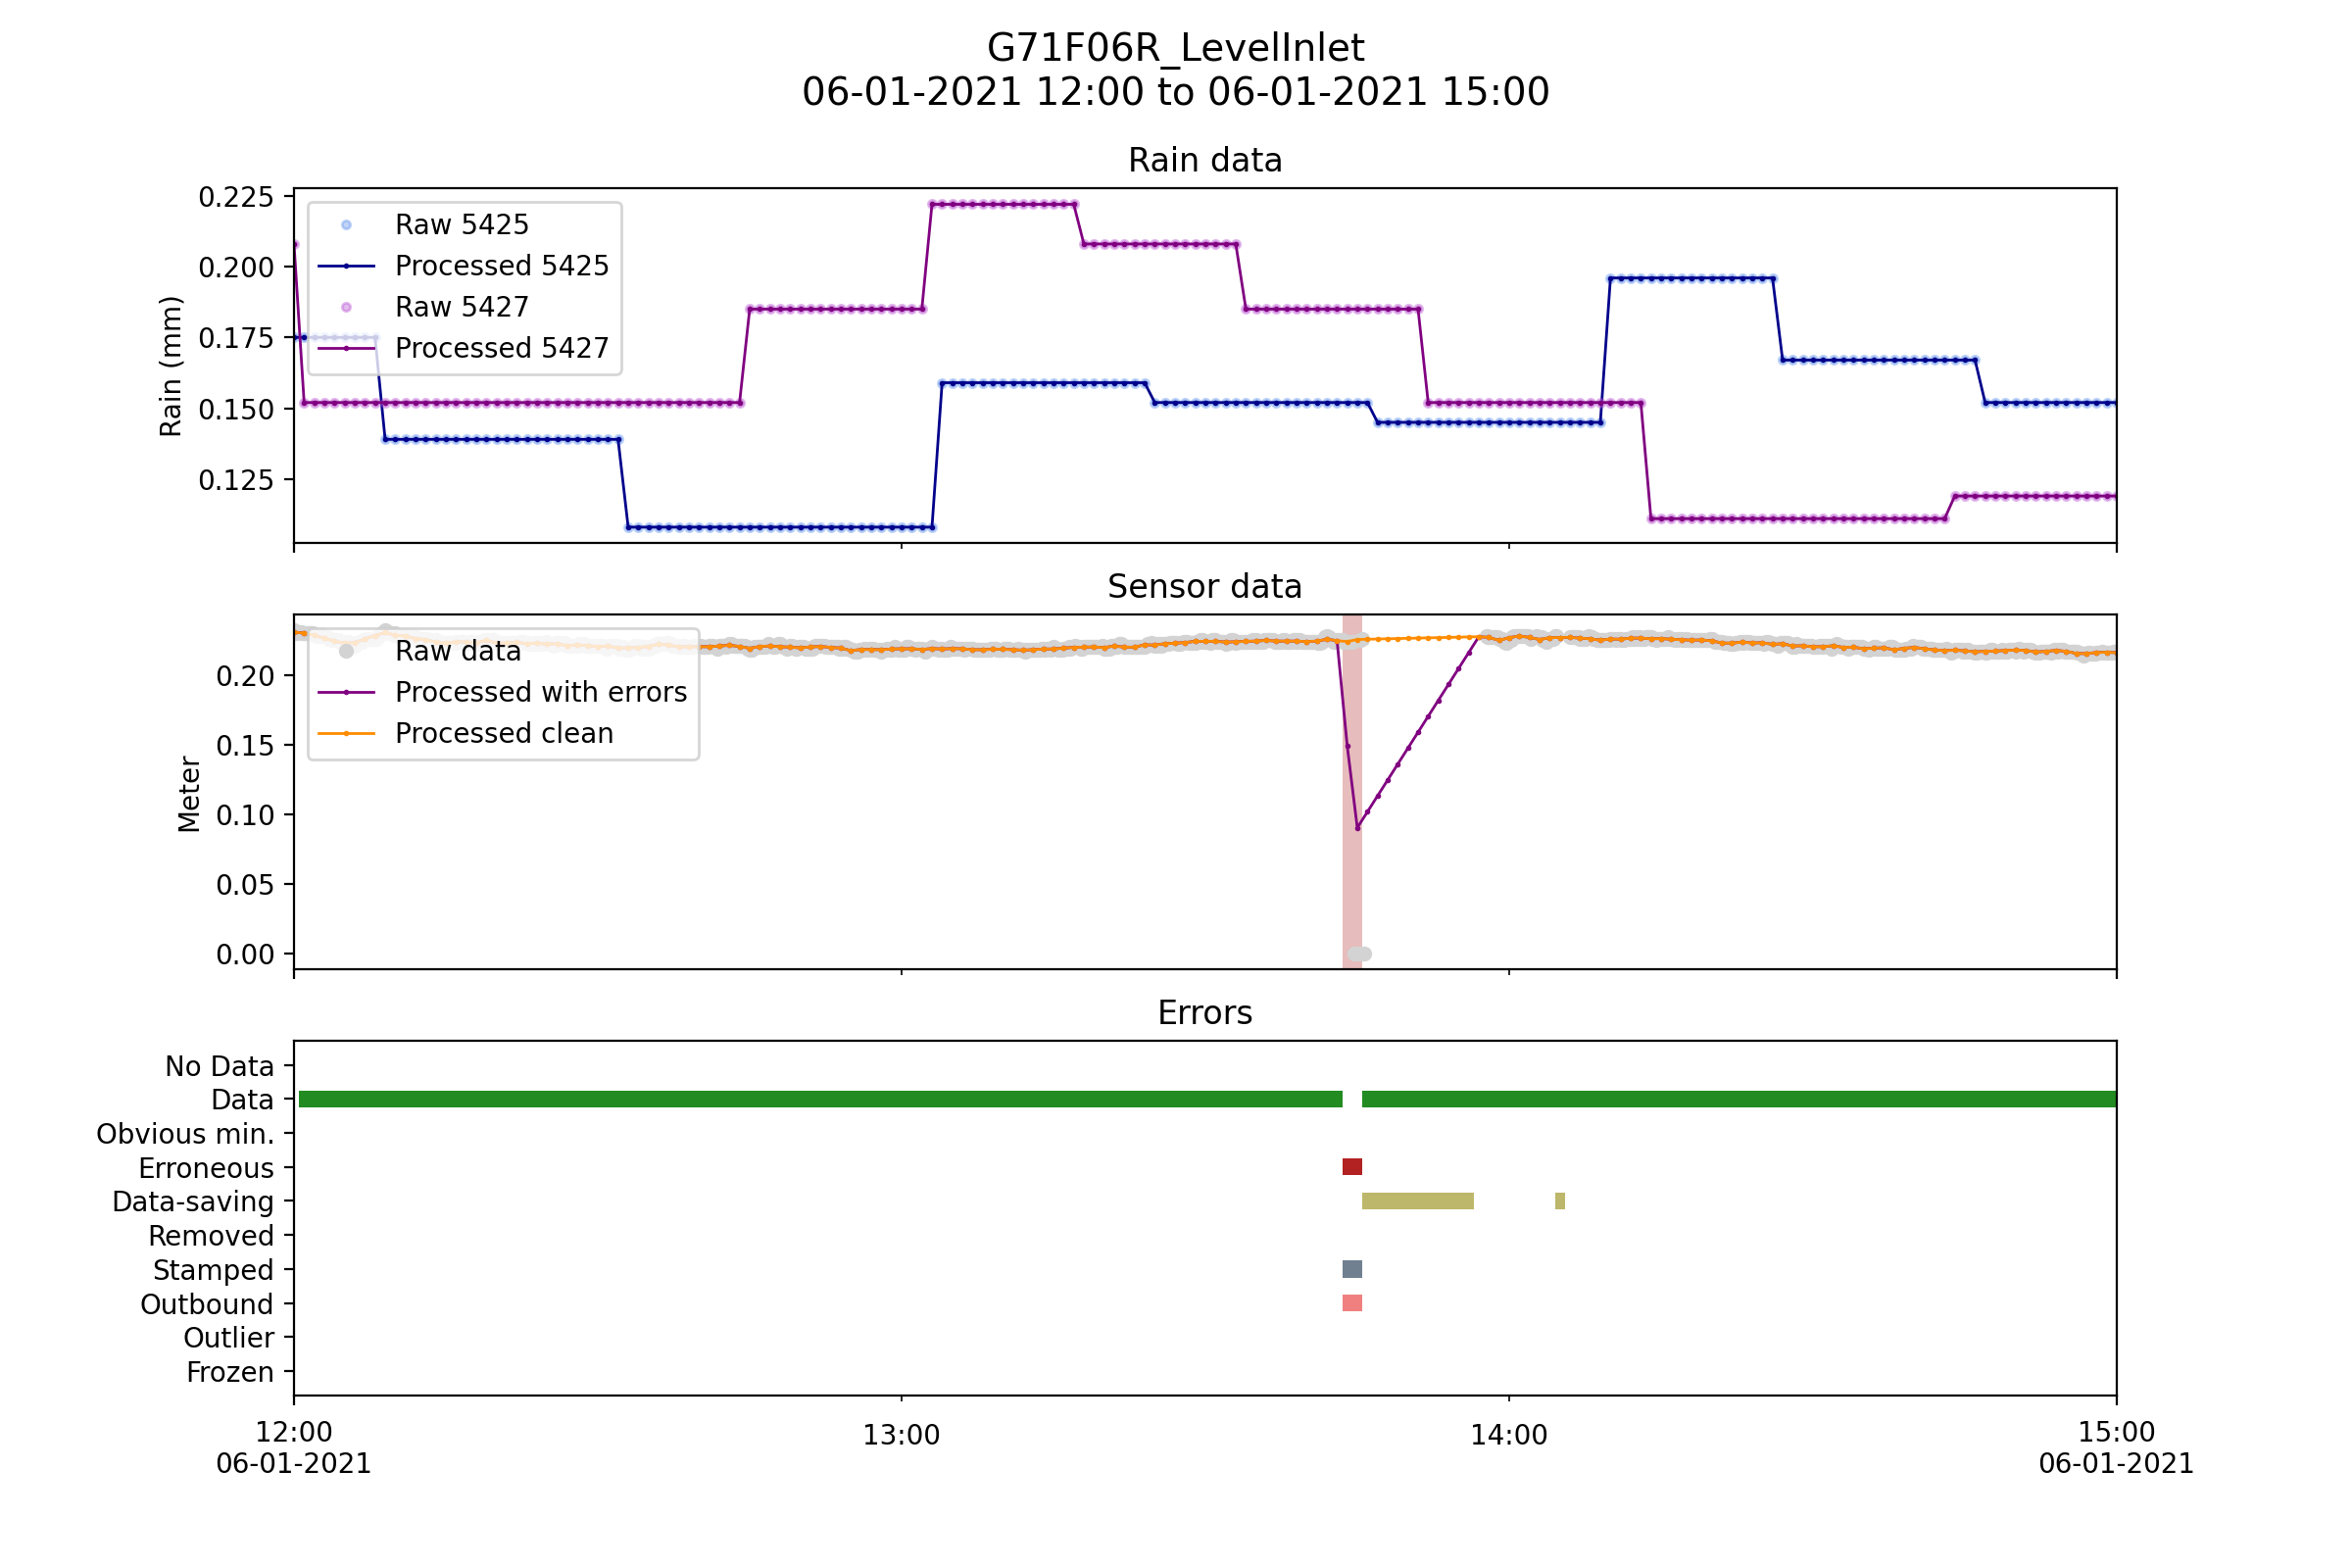 G71F06R_LevelInlet
06-01-2021 12:00 to 06-01-2021 15:00
Rain data
Rain (mm)
0.225
0.200
0.175
0.150
0.125
Raw 5425
Processed 5425
Raw 5427
Processed 5427
Sensor data
Meter
0.20
0.15
0.10
0.05
0.00
Raw data
Processed with errors
Processed clean
Errors
No Data
Data
Obvious min.
Erroneous
Data-saving
Removed
Stamped
Outbound
Outlier
Frozen
12:00 13:00 14:00 15:00
06-01-2021 06-01-2021